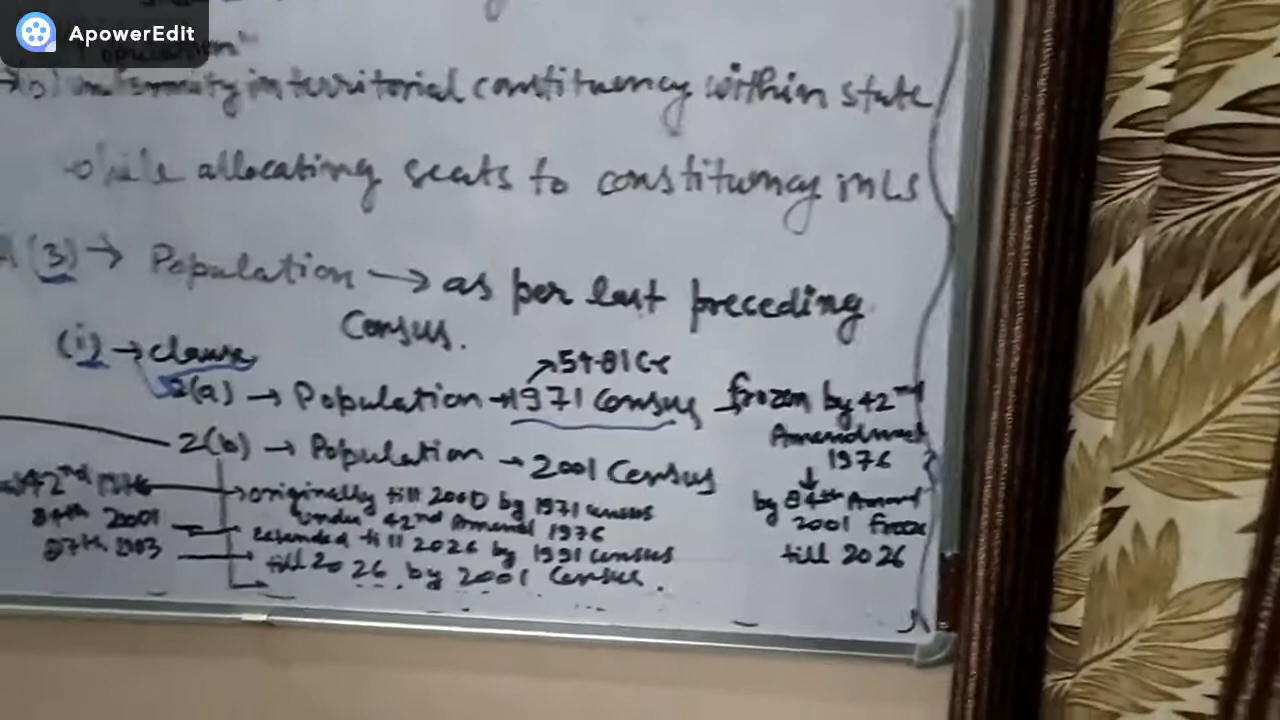 ApowerEdit
→b) uniformity in territorial constituency within state
while allocating seats to constituency in LS
(3) → Population → as per last preceding
Census.
(i) → clause
→ 54.81 Cr
2(a) → Population → 1971 Census → frozen by 42nd
Amendment
1976
↓
by 84th Amend
2001 froze
till 2026
2(b) → Population → 2001 Census
42nd 1976 → originally till 2000 by 1971 census
under 42nd Amend 1976
84th 2001 → Extended till 2026 by 1991 census
87th 2003 → till 2026 by 2001 Census.